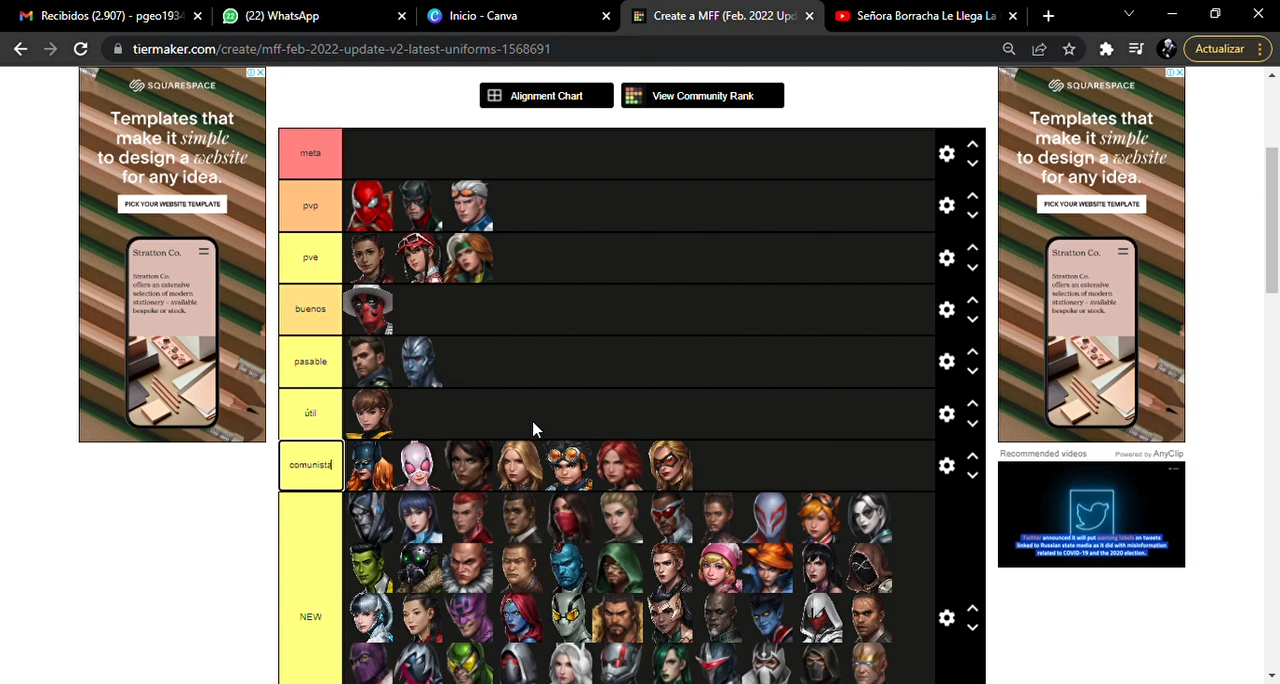 Recibidos (2.907) - pgeo1934
(22) WhatsApp
Inicio - Canva
Create a MFF (Feb. 2022 Upd
Señora Borracha Le Llega La
tiermaker.com/create/mff-feb-2022-update-v2-latest-uniforms-1568691
Actualizar
SQUARESPACE
Templates that
make it simple
to design a website
for any idea.
PICK YOUR WEBSITE TEMPLATE
Stratton Co.
Stratton Co.
offers an extensive
selection of modern
stationery - available
bespoke or stock.
Alignment Chart
View Community Rank
meta
pvp
pve
buenos
pasable
útil
comunista
NEW
SQUARESPACE
Templates that
make it simple
to design a website
for any idea.
PICK YOUR WEBSITE TEMPLATE
Stratton Co.
Stratton Co.
offers an extensive
selection of modern
stationery - available
bespoke or stock.
Recommended videos
Powered by AnyClip
Twitter announced it will put warning labels on tweets
linked to Russian state media as it did with misinformation
related to COVID-19 and the 2020 election.